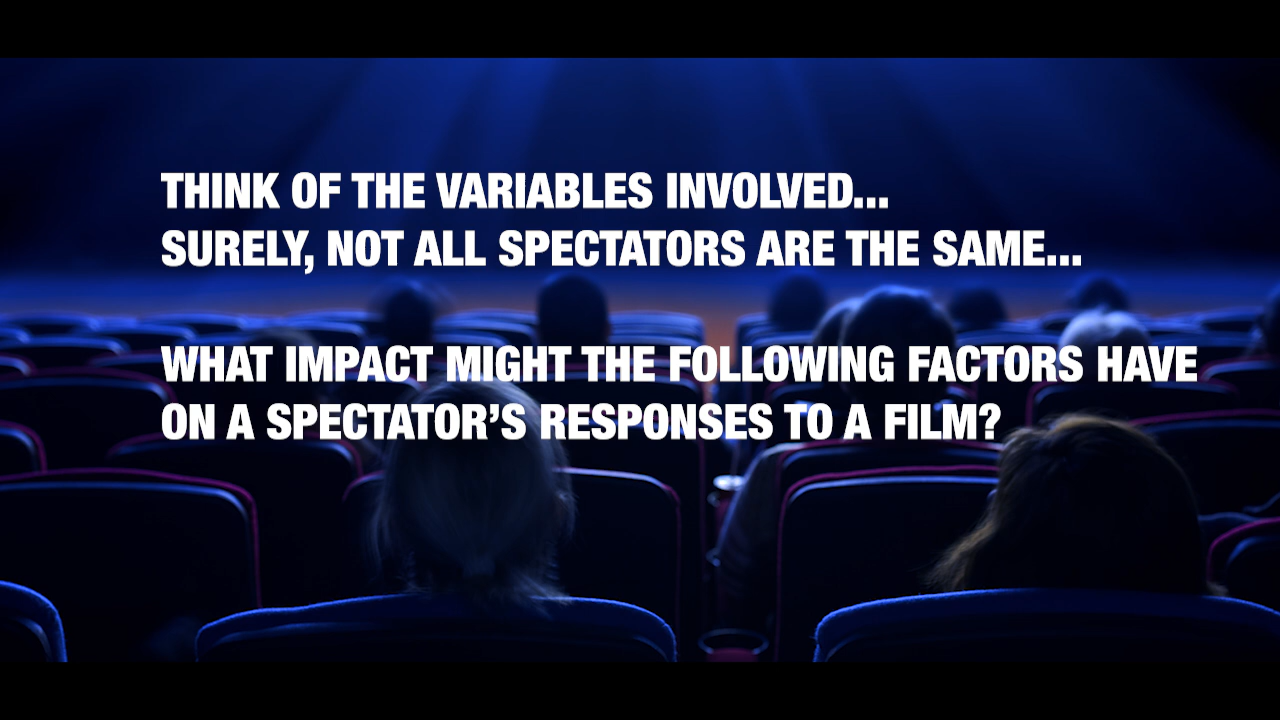 THINK OF THE VARIABLES INVOLVED...
SURELY, NOT ALL SPECTATORS ARE THE SAME...
WHAT IMPACT MIGHT THE FOLLOWING FACTORS HAVE
ON A SPECTATOR’S RESPONSES TO A FILM?